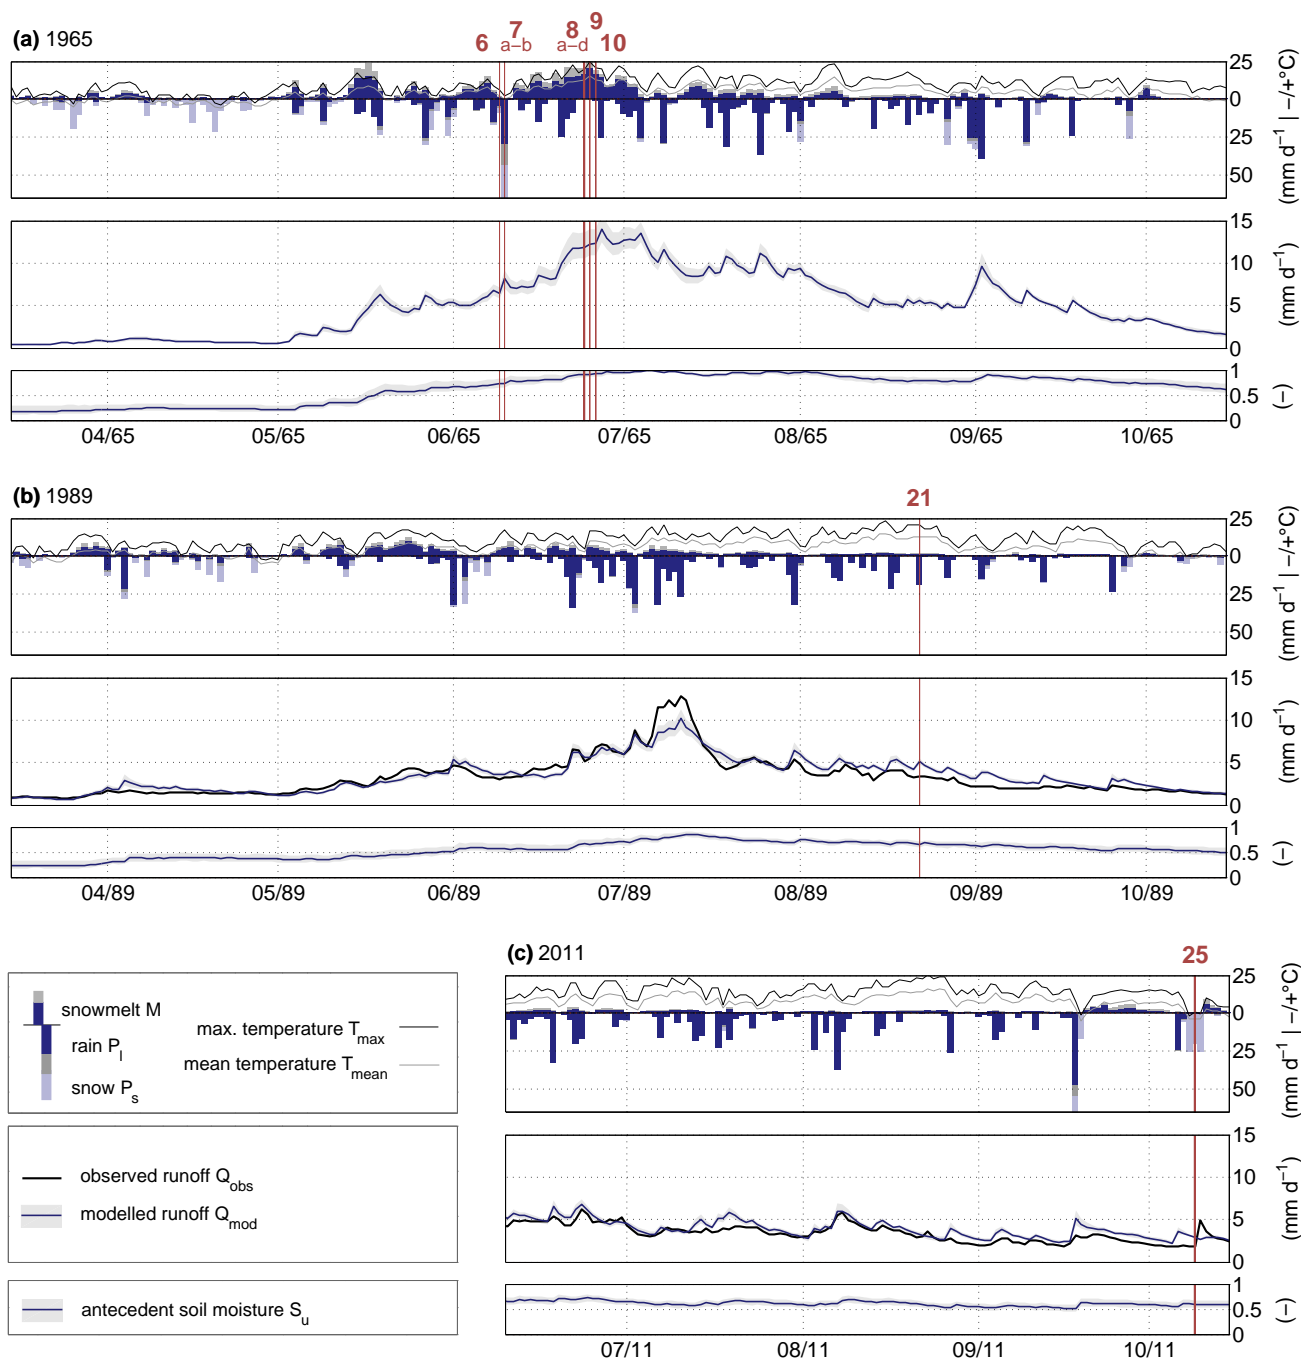 (a) 1965
6 7 8 9 10
a–b a–d
25
0
25
50
(mm d⁻¹ | −/+°C)
15
10
5
0
(mm d⁻¹)
1
0.5
0
(−)
04/65 05/65 06/65 07/65 08/65 09/65 10/65
(b) 1989
21
25
0
25
50
(mm d⁻¹ | −/+°C)
15
10
5
0
(mm d⁻¹)
1
0.5
0
(−)
04/89 05/89 06/89 07/89 08/89 09/89 10/89
(c) 2011
25
25
0
25
50
(mm d⁻¹ | −/+°C)
15
10
5
0
(mm d⁻¹)
1
0.5
0
(−)
07/11 08/11 09/11 10/11
snowmelt M
rain P_l
snow P_s
max. temperature T_max
mean temperature T_mean
observed runoff Q_obs
modelled runoff Q_mod
antecedent soil moisture S_u